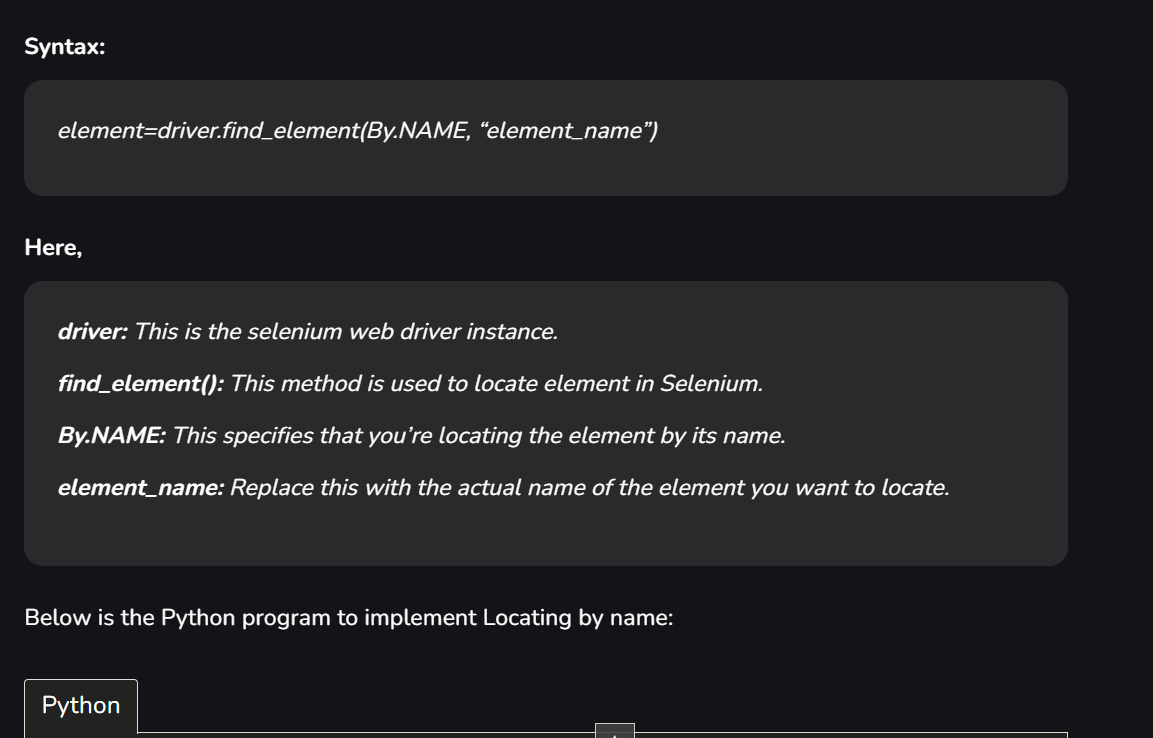 Syntax:
element=driver.find_element(By.NAME, “element_name”)
Here,
driver: This is the selenium web driver instance.
find_element(): This method is used to locate element in Selenium.
By.NAME: This specifies that you’re locating the element by its name.
element_name: Replace this with the actual name of the element you want to locate.
Below is the Python program to implement Locating by name:
Python